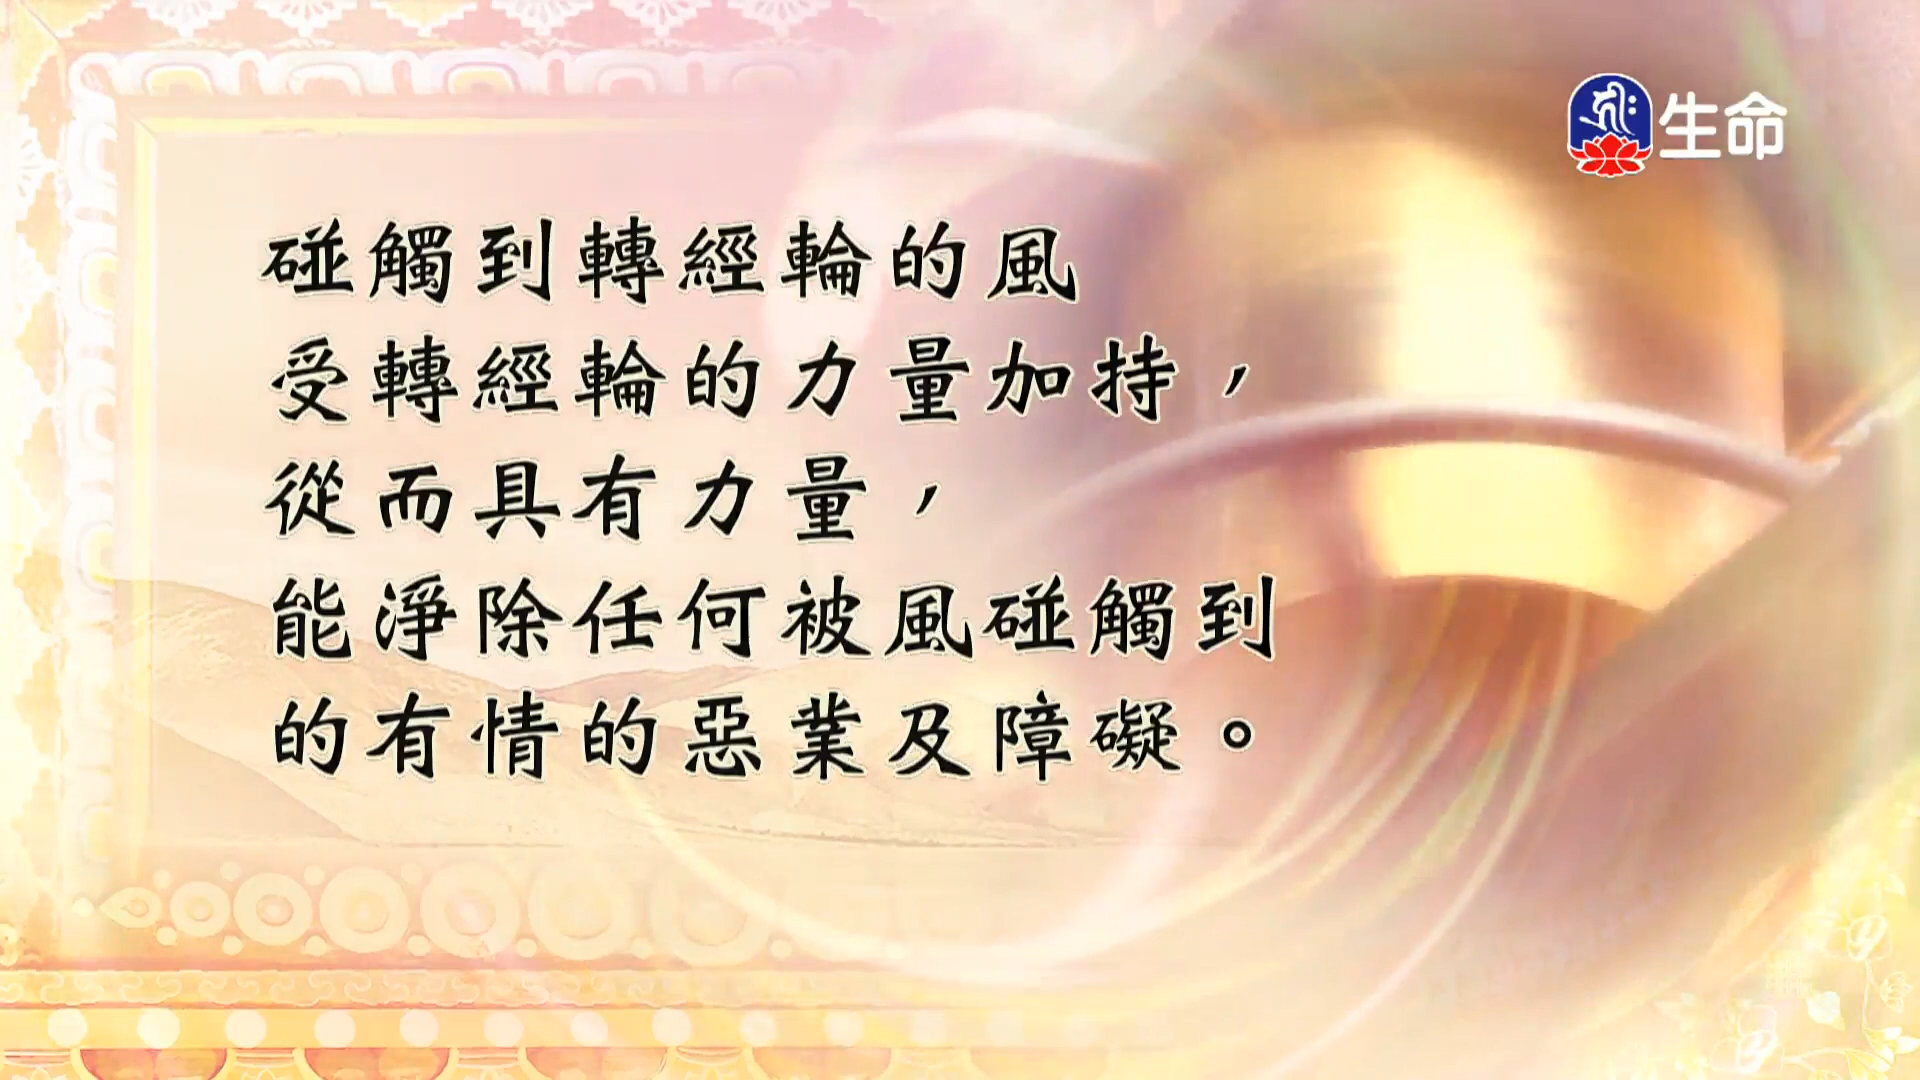 生命
碰觸到轉經輪的風
受轉經輪的力量加持，
從而具有力量，
能淨除任何被風碰觸到
的有情的惡業及障礙。